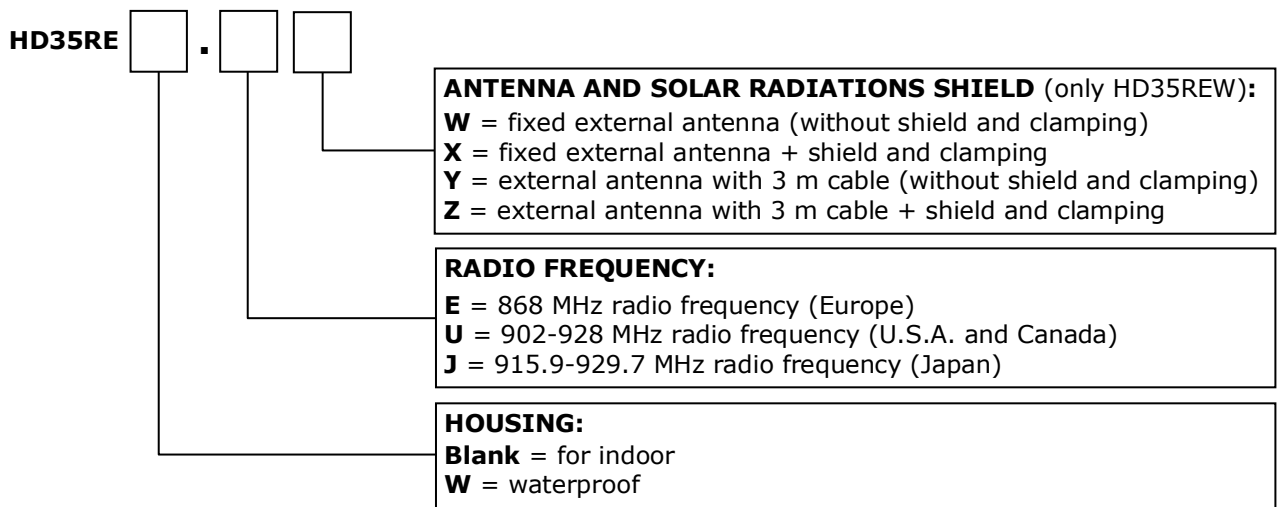 HD35RE .
ANTENNA AND SOLAR RADIATIONS SHIELD (only HD35REW):
W = fixed external antenna (without shield and clamping)
X = fixed external antenna + shield and clamping
Y = external antenna with 3 m cable (without shield and clamping)
Z = external antenna with 3 m cable + shield and clamping
RADIO FREQUENCY:
E = 868 MHz radio frequency (Europe)
U = 902-928 MHz radio frequency (U.S.A. and Canada)
J = 915.9-929.7 MHz radio frequency (Japan)
HOUSING:
Blank = for indoor
W = waterproof